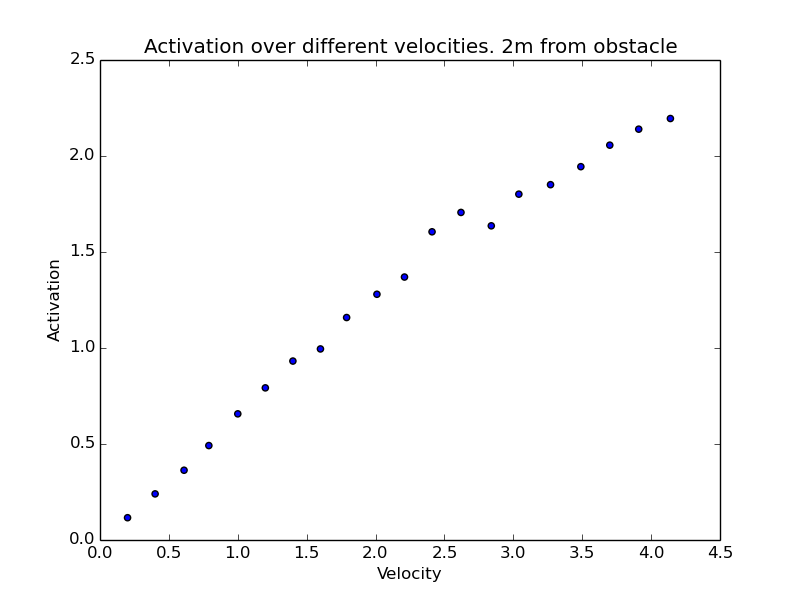 Activation over different velocities. 2m from obstacle
2.5
2.0
1.5
1.0
0.5
0.0
Activation
0.0 0.5 1.0 1.5 2.0 2.5 3.0 3.5 4.0 4.5
Velocity